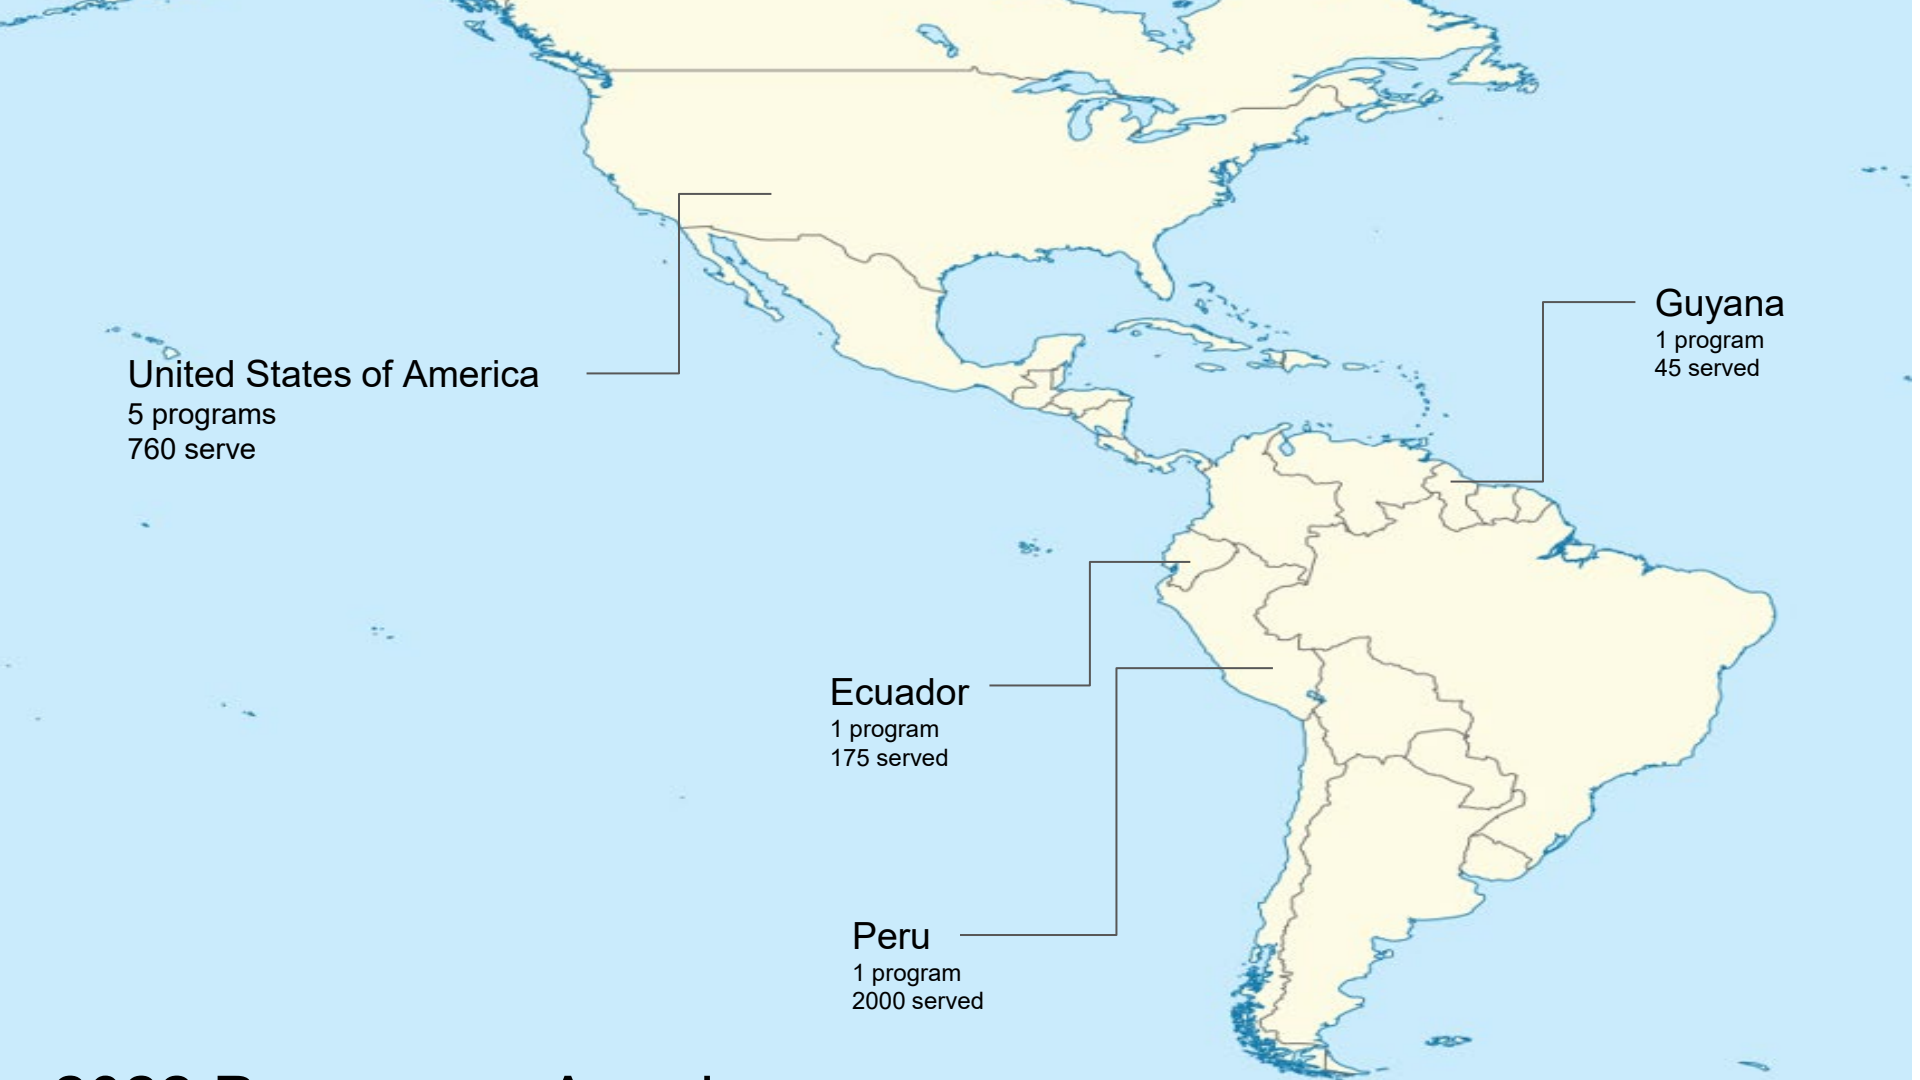 United States of America
5 programs
760 serve
Guyana
1 program
45 served
Ecuador
1 program
175 served
Peru
1 program
2000 served